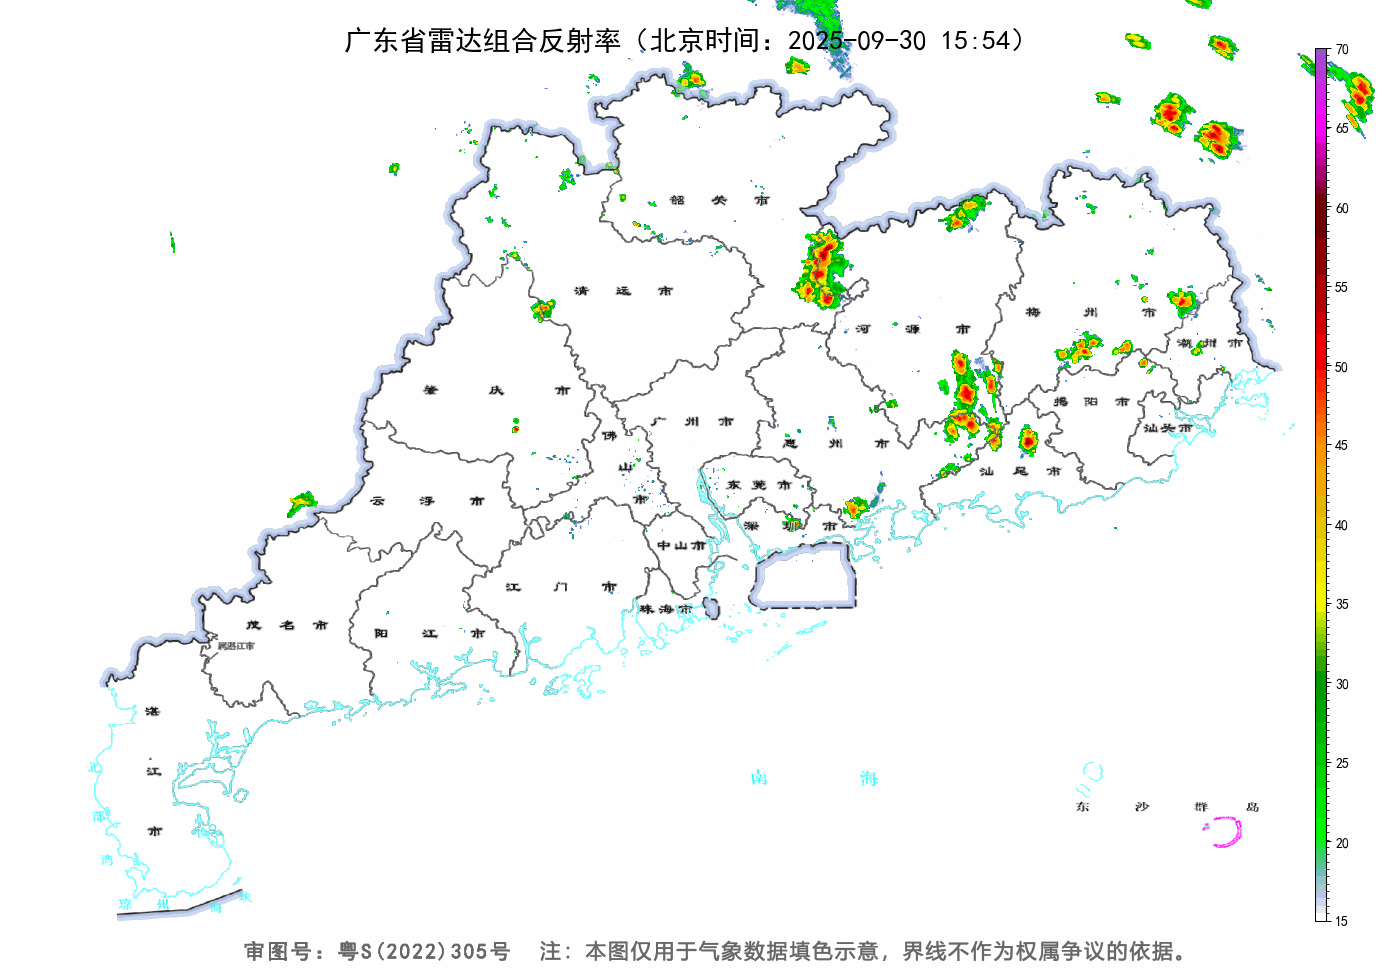 广东省雷达组合反射率（北京时间：2025-09-30 15:54）
70
65
60
55
50
45
40
35
30
25
20
15
韶关市
清远市
河源市
梅州市
潮州市
肇庆市
广州市
佛山市
惠州市
揭阳市
汕头市
汕尾市
云浮市
东莞市
深圳市
中山市
江门市
珠海市
茂名市
阳江市
属湛江市
湛江市
北部湾
琼州海峡
南海
东沙群岛
审图号：粤S(2022)305号 注：本图仅用于气象数据填色示意，界线不作为权属争议的依据。